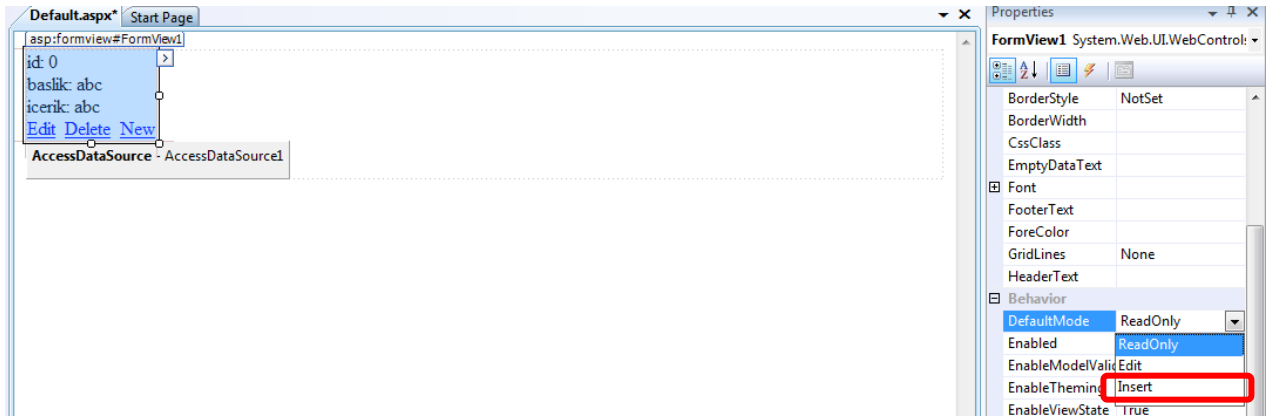 Default.aspx* Start Page
asp:formview#FormView1
id: 0
baslik: abc
icerik: abc
Edit Delete New
AccessDataSource - AccessDataSource1
Properties
FormView1 System.Web.UI.WebControl
BorderStyle NotSet
BorderWidth
CssClass
EmptyDataText
Font
FooterText
ForeColor
GridLines None
HeaderText
Behavior
DefaultMode ReadOnly
Enabled ReadOnly
EnableModelValid Edit
EnableTheming Insert
EnableViewState True